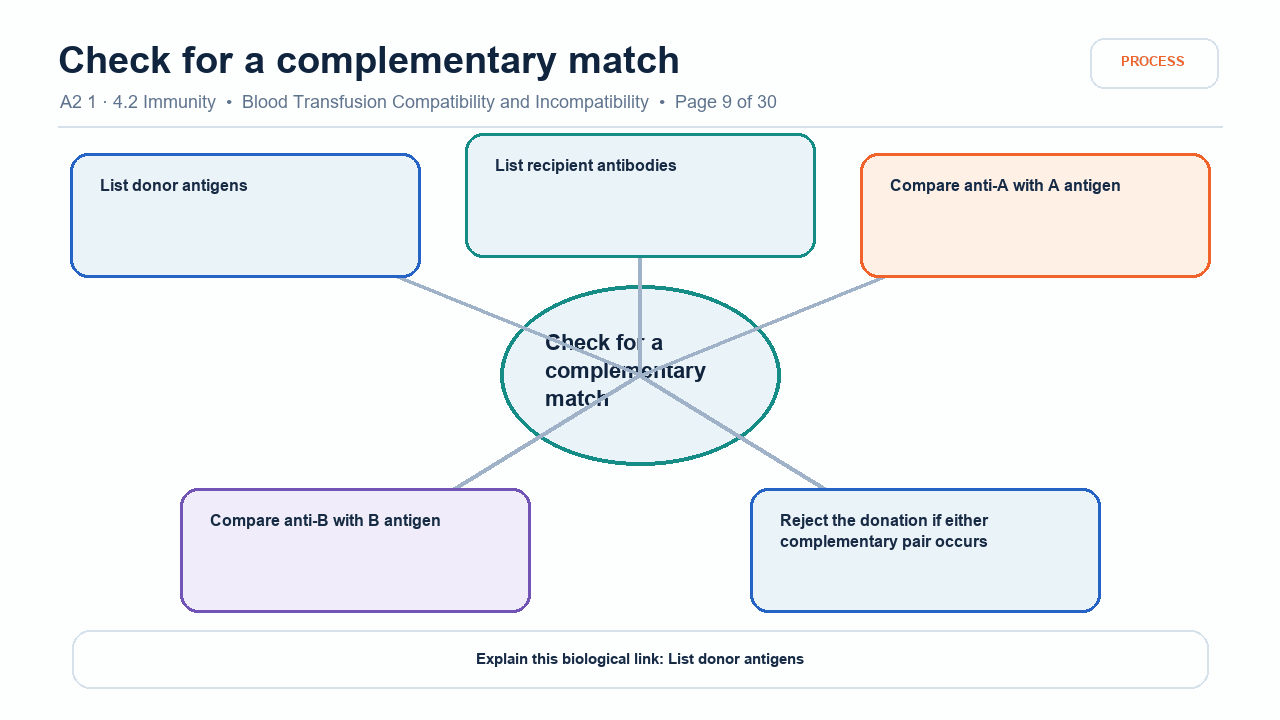 Check for a complementary match
PROCESS
A2 1 · 4.2 Immunity • Blood Transfusion Compatibility and Incompatibility • Page 9 of 30
List donor antigens
List recipient antibodies
Compare anti-A with A antigen
Check for a
complementary
match
Compare anti-B with B antigen
Reject the donation if either
complementary pair occurs
Explain this biological link: List donor antigens